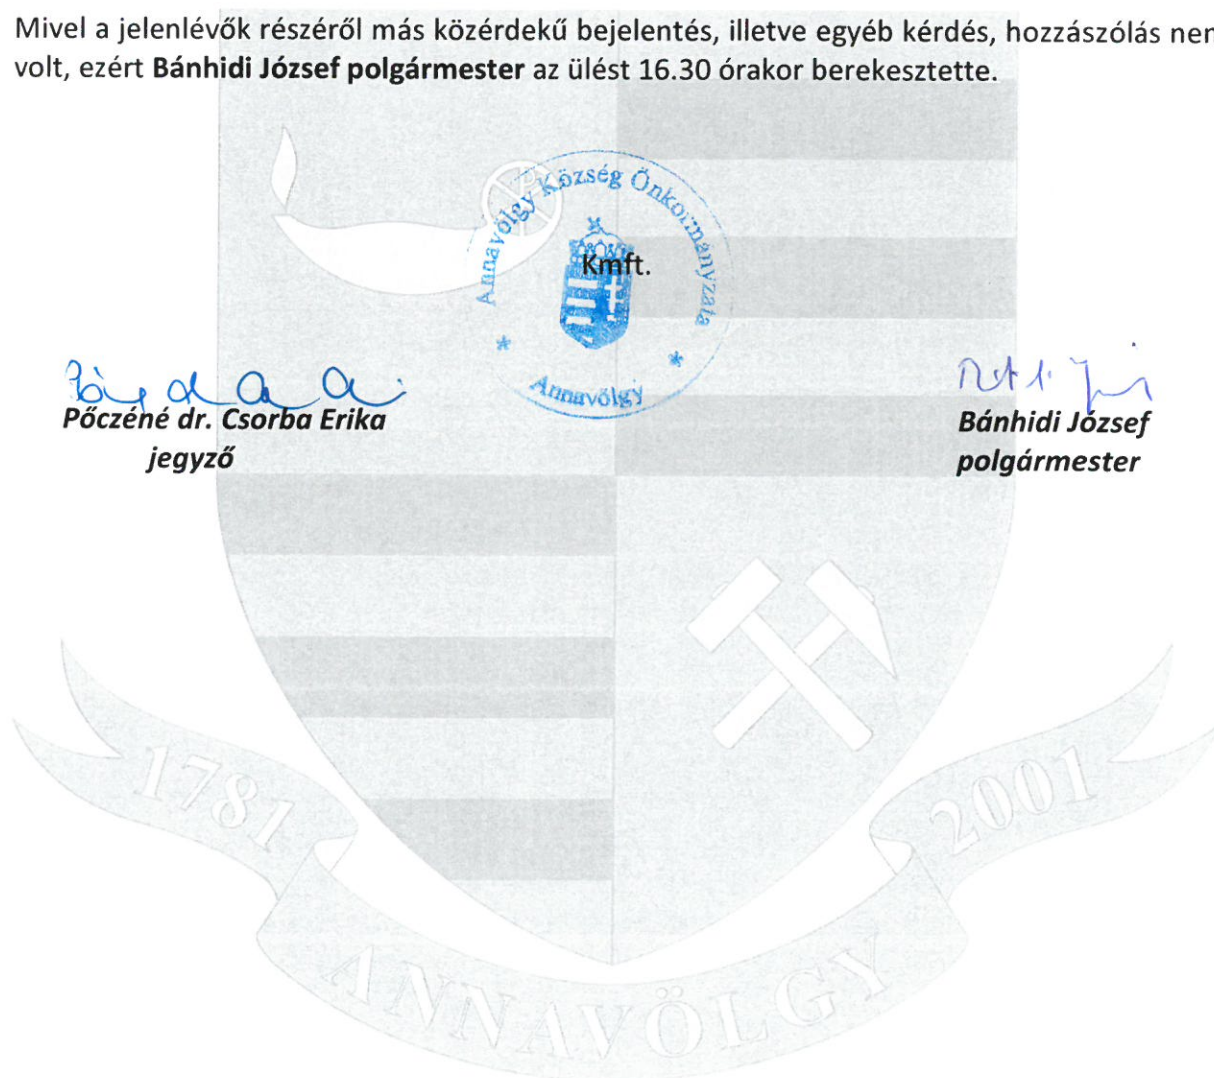 Mivel a jelenlévők részéről más közérdekű bejelentés, illetve egyéb kérdés, hozzászólás nem
volt, ezért Bánhidi József polgármester az ülést 16.30 órakor berekesztette.
Annavölgy Község Önkormányzata
Kmft.
* *
Annavölgy
Pőczéné dr. Csorba Erika
jegyző
Bánhidi József
polgármester
1781
2001
ANNAVÖLGY